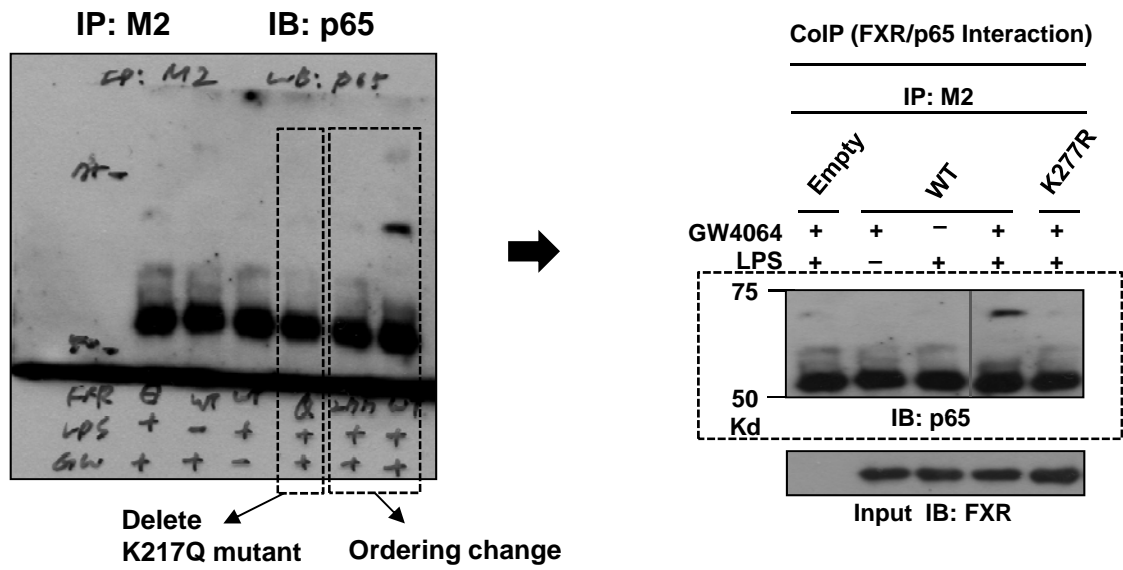 IP: M2 IB: p65
IP: M2 WB: p65
FXR WT WT Q WT
LPS + − + + + +
GW + + − + + +
Delete
K217Q mutant
Ordering change
CoIP (FXR/p65 Interaction)
IP: M2
Empty WT K277R
GW4064 + + − + +
LPS + − + + +
75
50
Kd
IB: p65
Input IB: FXR